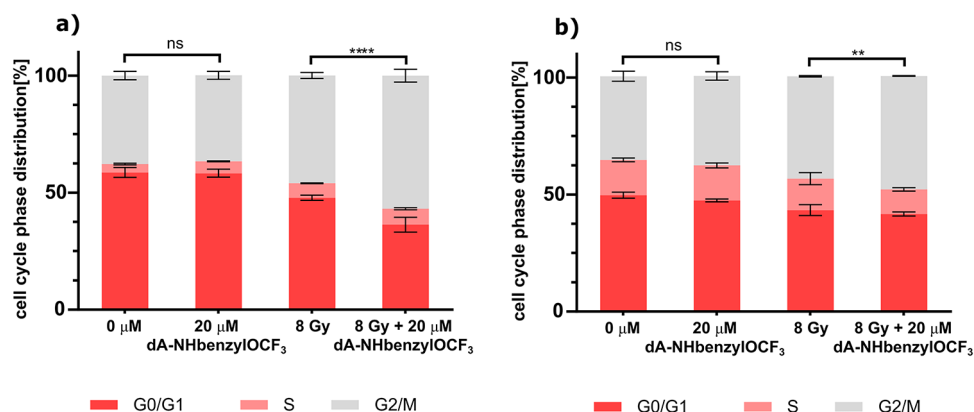 a)
ns
****
cell cycle phase distribution[%]
100
50
0
0 μM
20 μM
8 Gy
8 Gy + 20 μM
dA-NHbenzylOCF₃
dA-NHbenzylOCF₃
G0/G1
S
G2/M
b)
ns
**
cell cycle phase distribution[%]
100
50
0
0 μM
20 μM
8 Gy
8 Gy + 20 μM
dA-NHbenzylOCF₃
dA-NHbenzylOCF₃
G0/G1
S
G2/M